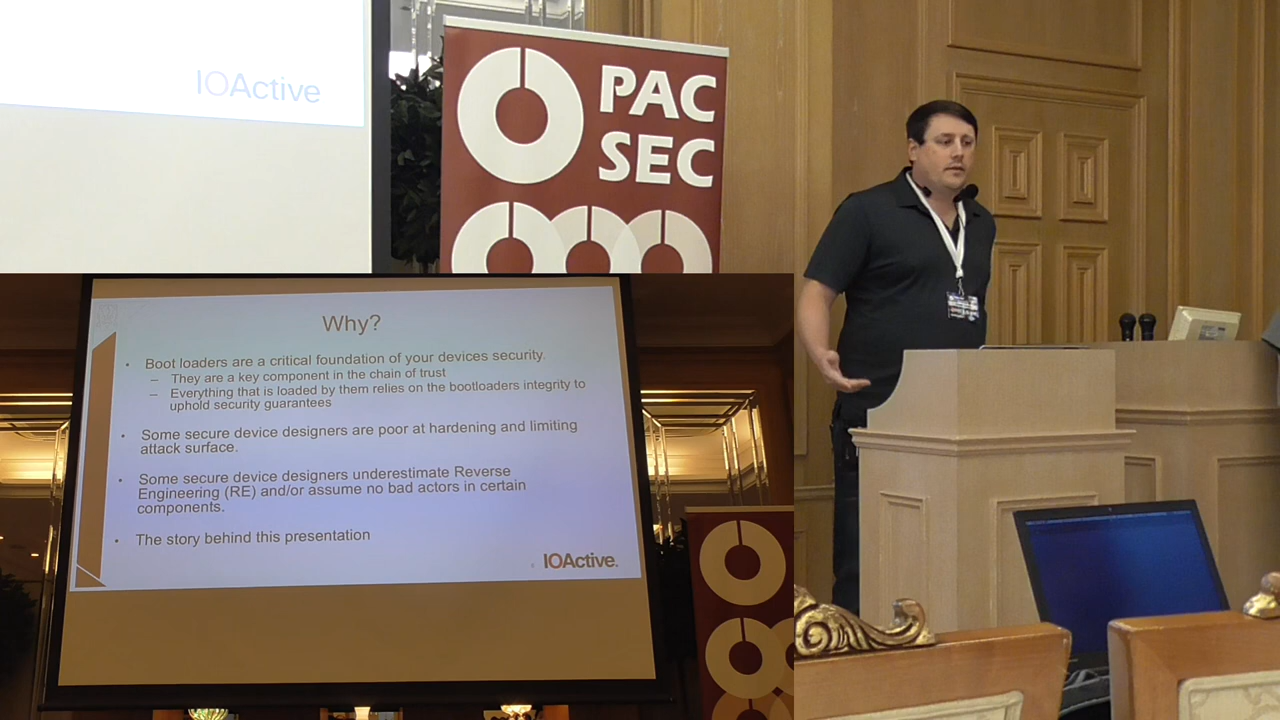 IOActive
PAC
SEC
Why?
• Boot loaders are a critical foundation of your devices security.
– They are a key component in the chain of trust
– Everything that is loaded by them relies on the bootloaders integrity to
uphold security guarantees
• Some secure device designers are poor at hardening and limiting
attack surface.
• Some secure device designers underestimate Reverse
Engineering (RE) and/or assume no bad actors in certain
components.
• The story behind this presentation
IOActive.